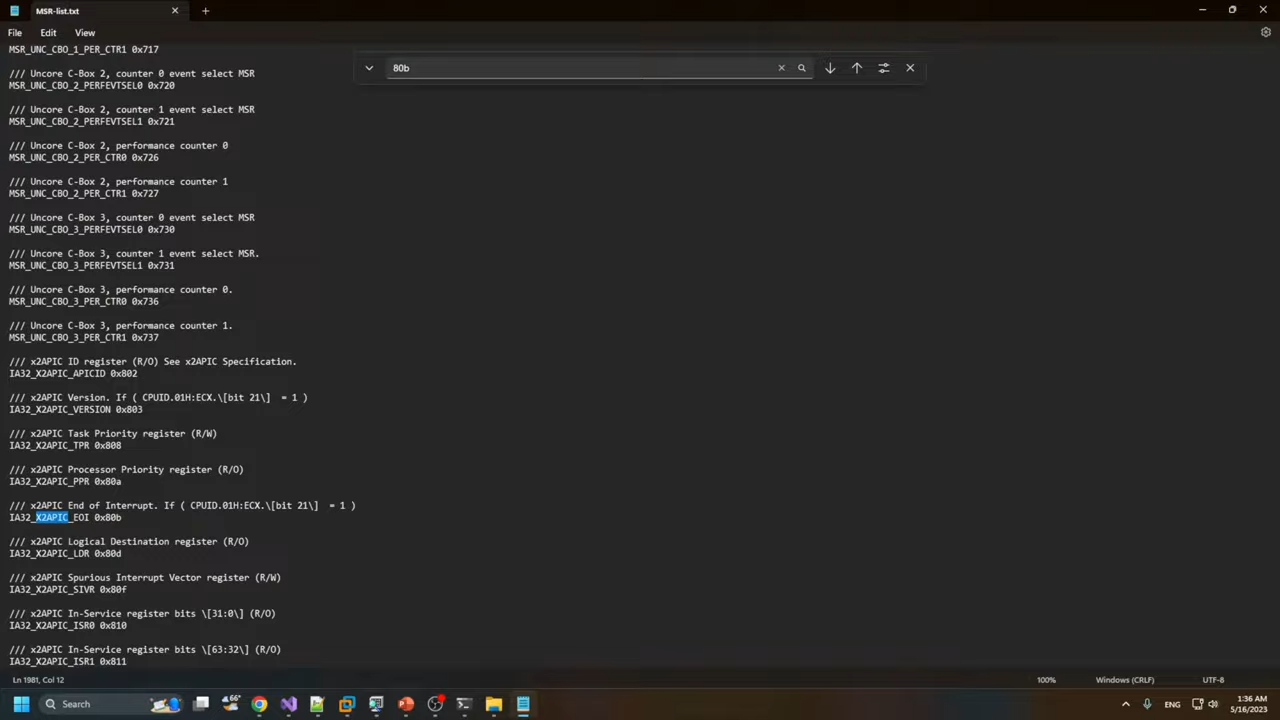 MSR-list.txt
File Edit View
80b
MSR_UNC_CBO_1_PER_CTR1 0x717
/// Uncore C-Box 2, counter 0 event select MSR
MSR_UNC_CBO_2_PERFEVTSEL0 0x720
/// Uncore C-Box 2, counter 1 event select MSR
MSR_UNC_CBO_2_PERFEVTSEL1 0x721
/// Uncore C-Box 2, performance counter 0
MSR_UNC_CBO_2_PER_CTR0 0x726
/// Uncore C-Box 2, performance counter 1
MSR_UNC_CBO_2_PER_CTR1 0x727
/// Uncore C-Box 3, counter 0 event select MSR
MSR_UNC_CBO_3_PERFEVTSEL0 0x730
/// Uncore C-Box 3, counter 1 event select MSR.
MSR_UNC_CBO_3_PERFEVTSEL1 0x731
/// Uncore C-Box 3, performance counter 0.
MSR_UNC_CBO_3_PER_CTR0 0x736
/// Uncore C-Box 3, performance counter 1.
MSR_UNC_CBO_3_PER_CTR1 0x737
/// x2APIC ID register (R/O) See x2APIC Specification.
IA32_X2APIC_APICID 0x802
/// x2APIC Version. If ( CPUID.01H:ECX.\[bit 21\]  = 1 )
IA32_X2APIC_VERSION 0x803
/// x2APIC Task Priority register (R/W)
IA32_X2APIC_TPR 0x808
/// x2APIC Processor Priority register (R/O)
IA32_X2APIC_PPR 0x80a
/// x2APIC End of Interrupt. If ( CPUID.01H:ECX.\[bit 21\]  = 1 )
IA32_X2APIC_EOI 0x80b
/// x2APIC Logical Destination register (R/O)
IA32_X2APIC_LDR 0x80d
/// x2APIC Spurious Interrupt Vector register (R/W)
IA32_X2APIC_SIVR 0x80f
/// x2APIC In-Service register bits \[31:0\] (R/O)
IA32_X2APIC_ISR0 0x810
/// x2APIC In-Service register bits \[63:32\] (R/O)
IA32_X2APIC_ISR1 0x811
Ln 1981, Col 12 100% Windows (CRLF) UTF-8
Search 66° ENG 1:36 AM
5/16/2023